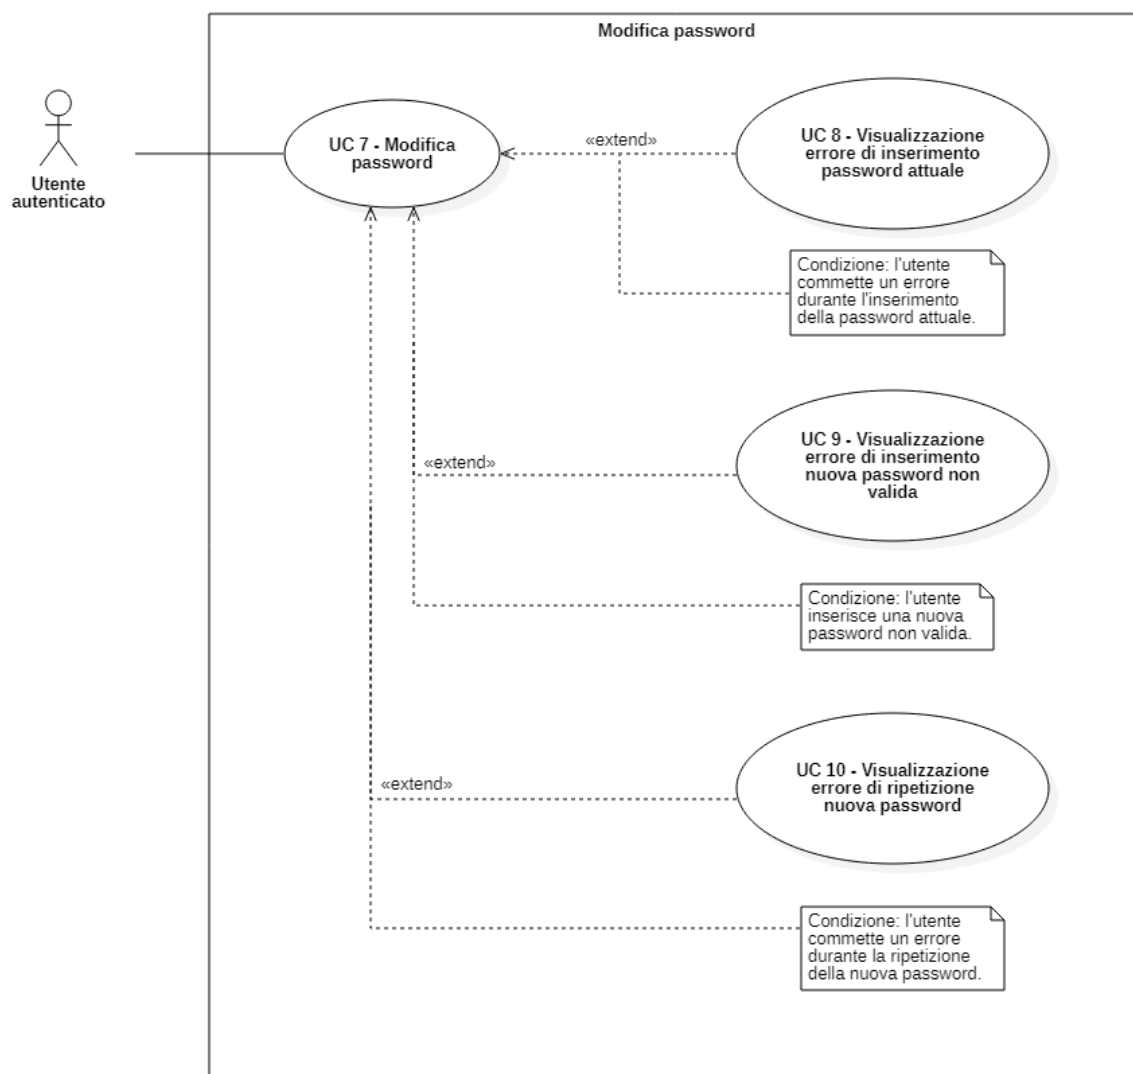 Modifica password
Utente
autenticato
UC 7 - Modifica
password
«extend»
UC 8 - Visualizzazione
errore di inserimento
password attuale
Condizione: l'utente
commette un errore
durante l'inserimento
della password attuale.
«extend»
UC 9 - Visualizzazione
errore di inserimento
nuova password non
valida
Condizione: l'utente
inserisce una nuova
password non valida.
«extend»
UC 10 - Visualizzazione
errore di ripetizione
nuova password
Condizione: l'utente
commette un errore
durante la ripetizione
della nuova password.